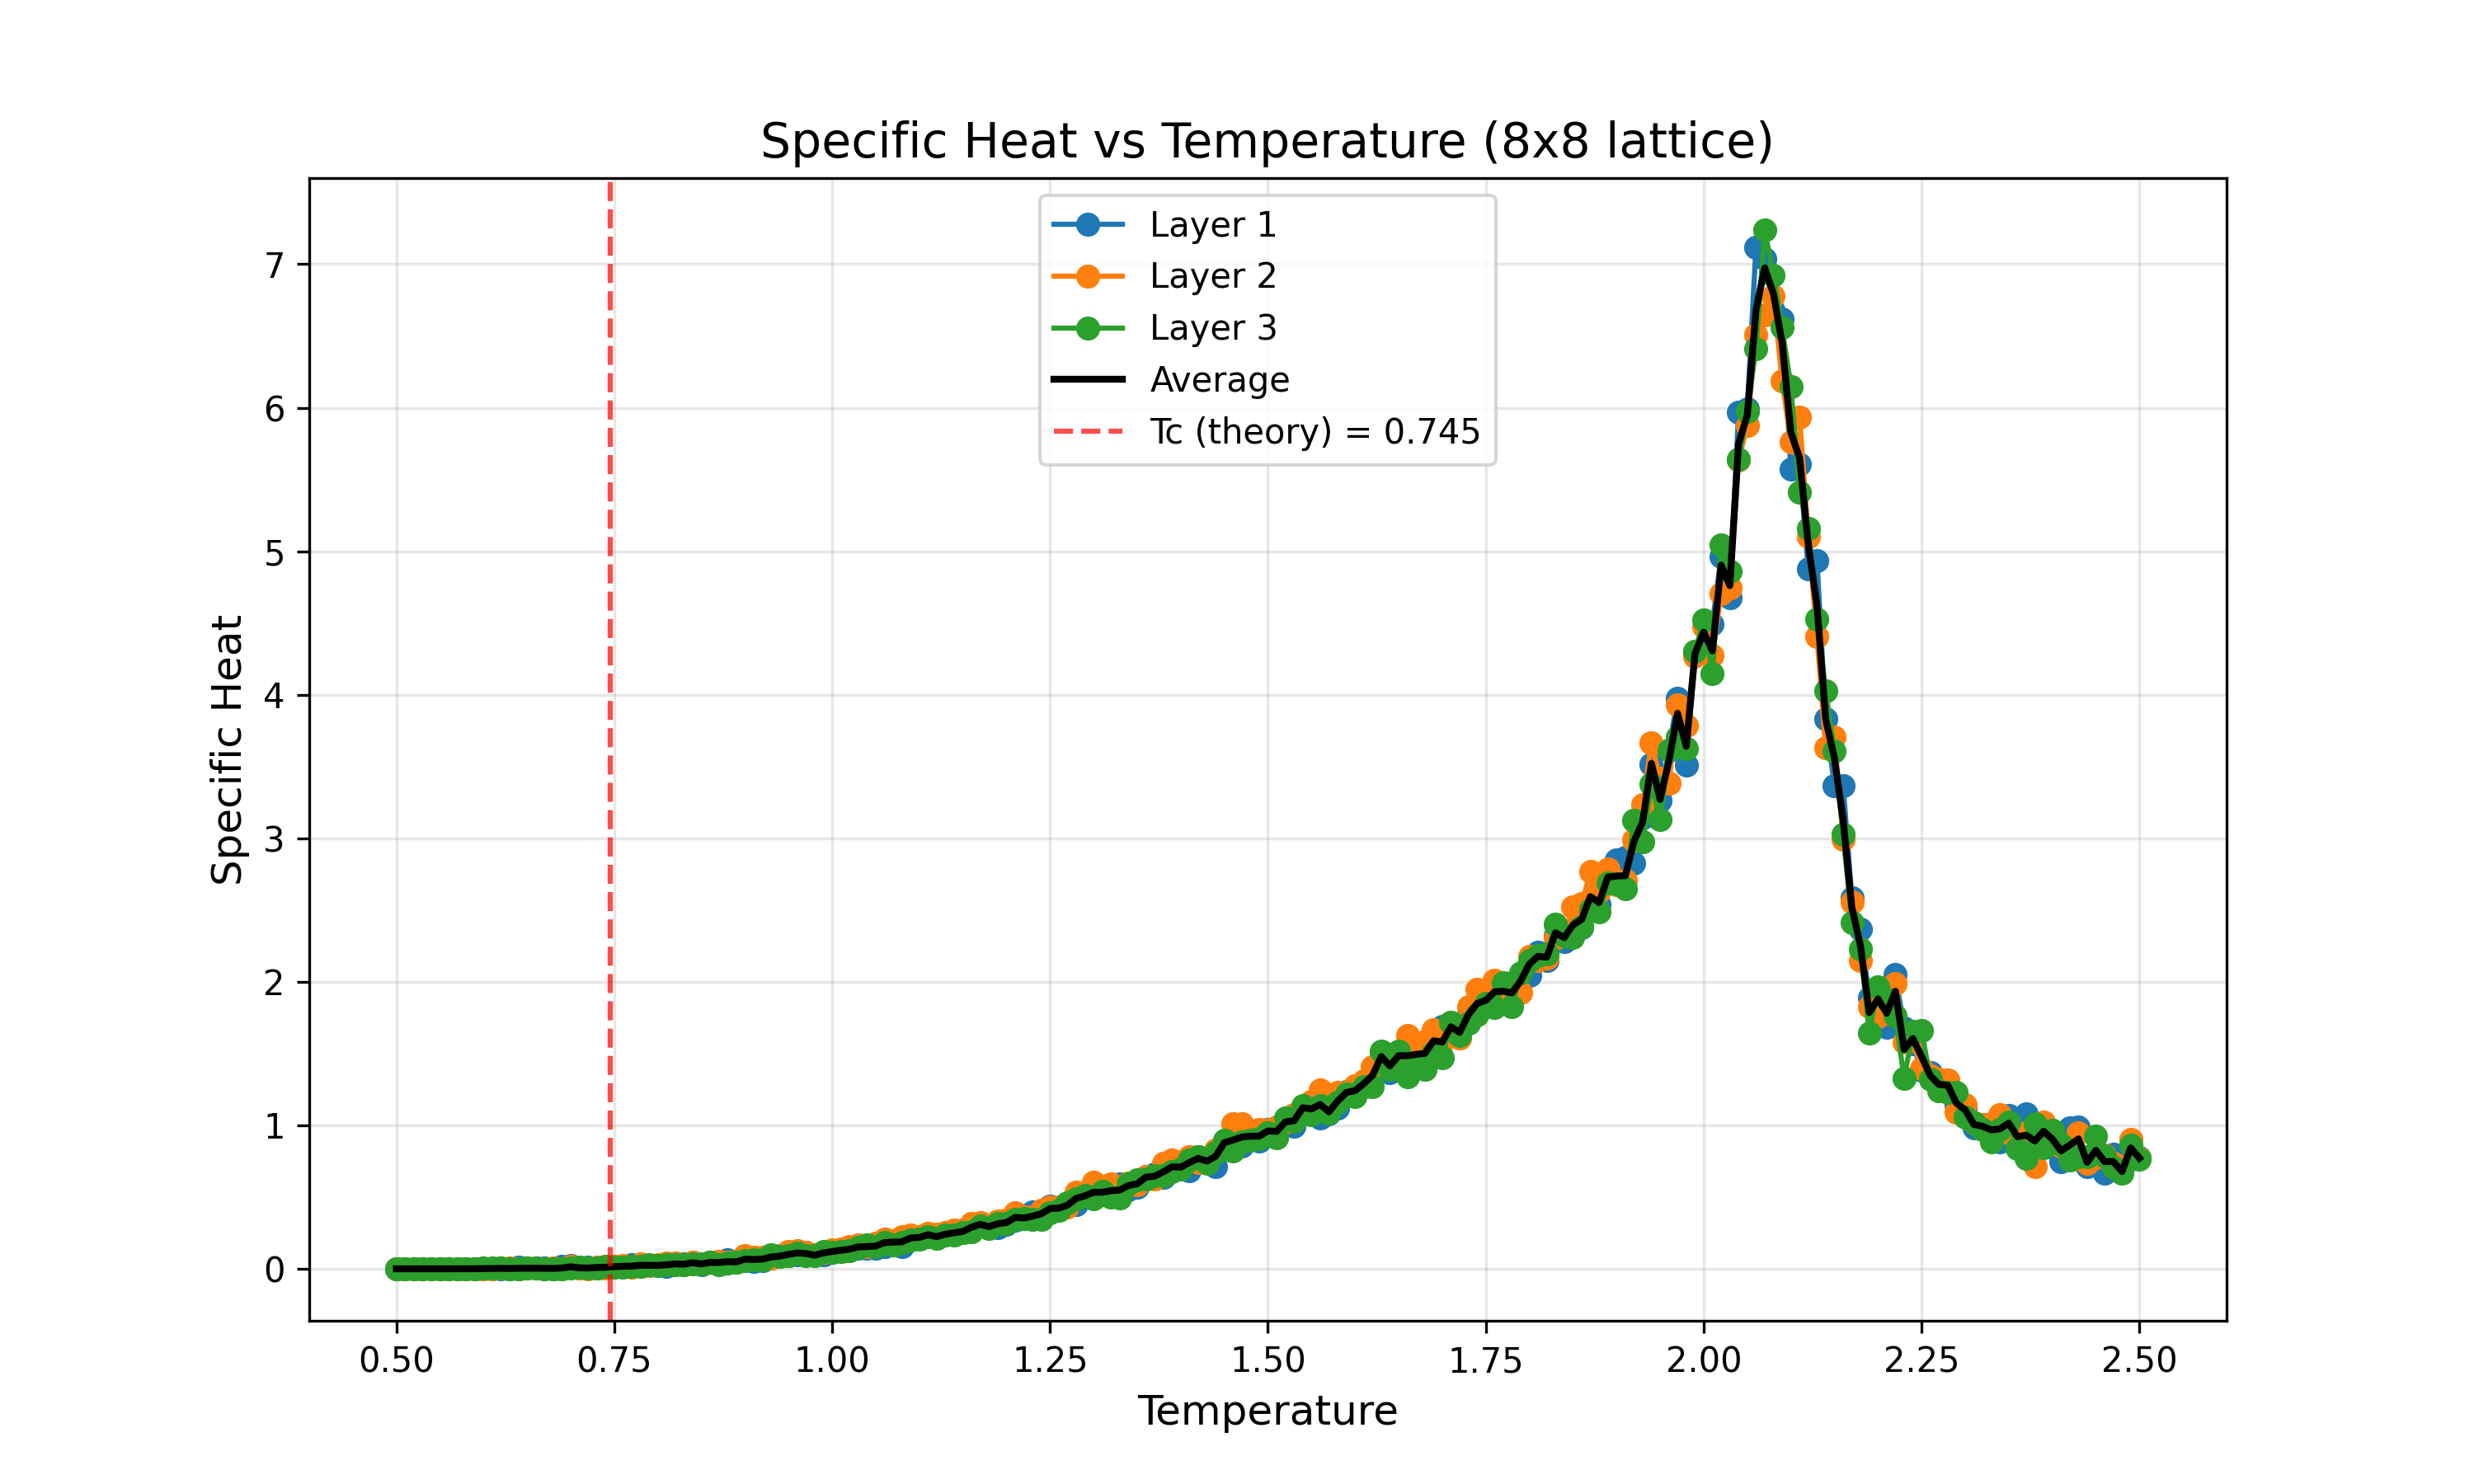 Specific Heat vs Temperature (8x8 lattice)
Layer 1
Layer 2
Layer 3
Average
Tc (theory) = 0.745
Specific Heat
7
6
5
4
3
2
1
0
0.50 0.75 1.00 1.25 1.50 1.75 2.00 2.25 2.50
Temperature